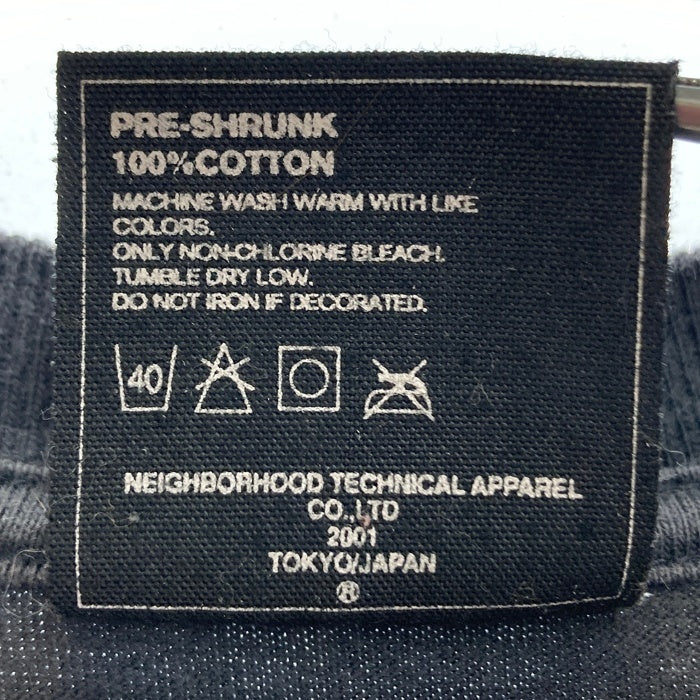 PRE-SHRUNK
100%COTTON
MACHINE WASH WARM WITH LIKE
COLORS.
ONLY NON-CHLORINE BLEACH.
TUMBLE DRY LOW.
DO NOT IRON IF DECORATED.
40
NEIGHBORHOOD TECHNICAL APPAREL
CO.,LTD
2001
TOKYO/JAPAN
®